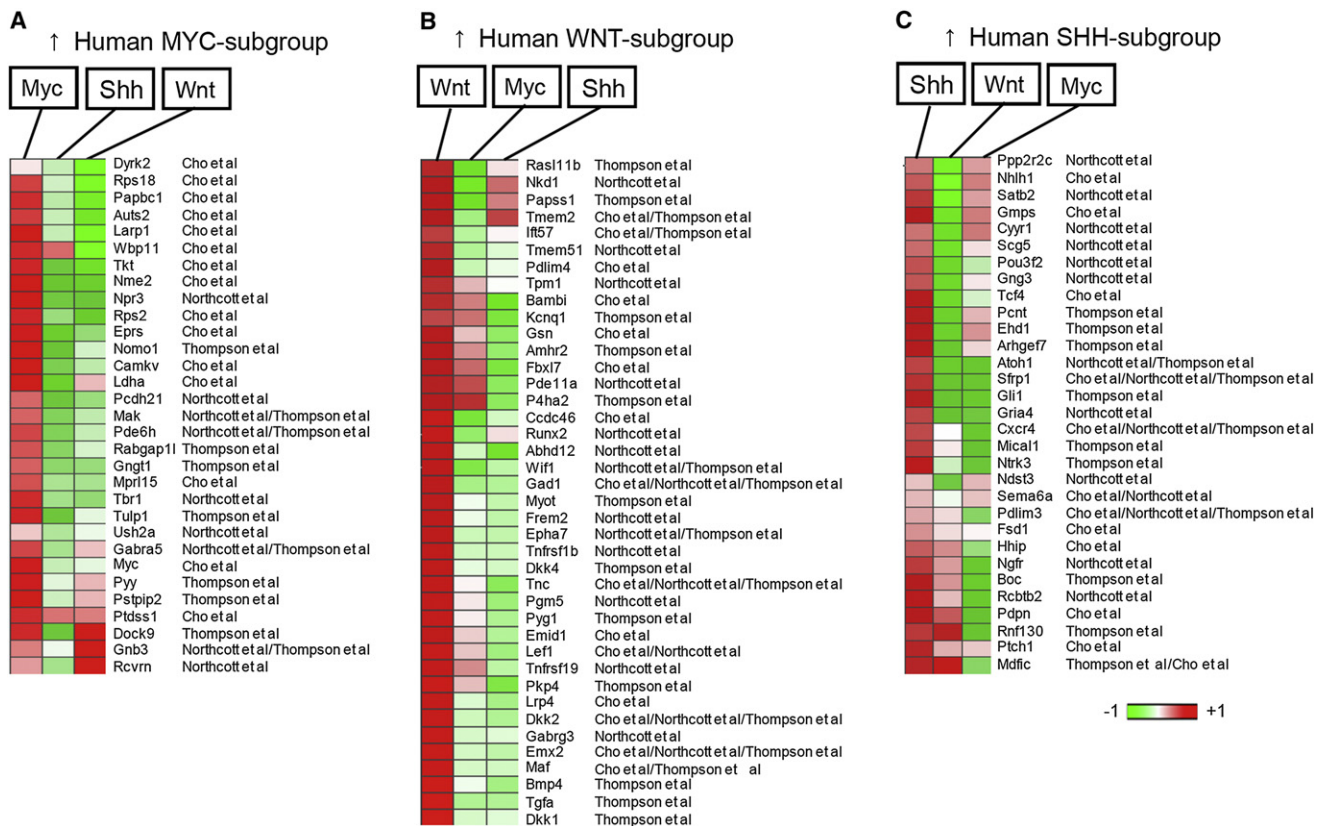 A
↑ Human MYC-subgroup
Myc Shh Wnt
Dyrk2 Cho et al
Rps18 Cho et al
Papbc1 Cho et al
Auts2 Cho et al
Larp1 Cho et al
Wbp11 Cho et al
Tkt Cho et al
Nme2 Cho et al
Npr3 Northcott et al
Rps2 Cho et al
Eprs Cho et al
Nomo1 Thompson et al
Camkv Cho et al
Ldha Cho et al
Pcdh21 Northcott et al
Mak Northcott et al/Thompson et al
Pde6h Northcott et al/Thompson et al
Rabgap1l Thompson et al
Gngt1 Thompson et al
Mprl15 Cho et al
Tbr1 Northcott et al
Tulp1 Thompson et al
Ush2a Northcott et al
Gabra5 Northcott et al/Thompson et al
Myc Cho et al
Pyy Thompson et al
Pstpip2 Thompson et al
Ptdss1 Cho et al
Dock9 Thompson et al
Gnb3 Northcott et al/Thompson et al
Rcvrn Northcott et al
B
↑ Human WNT-subgroup
Wnt Myc Shh
Rasl11b Thompson et al
Nkd1 Northcott et al
Papss1 Thompson et al
Tmem2 Cho et al/Thompson et al
Ift57 Cho et al/Thompson et al
Tmem51 Northcott et al
Pdlim4 Cho et al
Tpm1 Northcott et al
Bambi Cho et al
Kcnq1 Thompson et al
Gsn Cho et al
Amhr2 Thompson et al
Fbxl7 Cho et al
Pde11a Northcott et al
P4ha2 Thompson et al
Ccdc46 Cho et al
Runx2 Northcott et al
Abhd12 Northcott et al
Wif1 Northcott et al/Thompson et al
Gad1 Cho et al/Northcott et al/Thompson et al
Myot Thompson et al
Frem2 Northcott et al
Epha7 Northcott et al/Thompson et al
Tnfrsf1b Northcott et al
Dkk4 Thompson et al
Tnc Cho et al/Northcott et al/Thompson et al
Pgm5 Northcott et al
Pyg1 Thompson et al
Emid1 Cho et al
Lef1 Cho et al/Northcott et al
Tnfrsf19 Northcott et al
Pkp4 Thompson et al
Lrp4 Cho et al
Dkk2 Cho et al/Northcott et al/Thompson et al
Gabrg3 Northcott et al
Emx2 Cho et al/Northcott et al/Thompson et al
Maf Cho et al/Thompson et al
Bmp4 Thompson et al
Tgfa Thompson et al
Dkk1 Thompson et al
C
↑ Human SHH-subgroup
Shh Wnt Myc
Ppp2r2c Northcott et al
Nhlh1 Cho et al
Satb2 Northcott et al
Gmps Cho et al
Cyyr1 Northcott et al
Scg5 Northcott et al
Pou3f2 Northcott et al
Gng3 Northcott et al
Tcf4 Cho et al
Pcnt Thompson et al
Ehd1 Thompson et al
Arhgef7 Thompson et al
Atoh1 Northcott et al/Thompson et al
Sfrp1 Cho et al/Northcott et al/Thompson et al
Gli1 Thompson et al
Gria4 Northcott et al
Cxcr4 Cho et al/Northcott et al/Thompson et al
Mical1 Thompson et al
Ntrk3 Thompson et al
Ndst3 Northcott et al
Sema6a Cho et al/Northcott et al
Pdlim3 Cho et al/Northcott et al/Thompson et al
Fsd1 Cho et al
Hhip Cho et al
Ngfr Northcott et al
Boc Thompson et al
Rcbtb2 Northcott et al
Pdpn Cho et al
Rnf130 Thompson et al
Ptch1 Cho et al
Mdfic Thompson et al/Cho et al
-1 +1